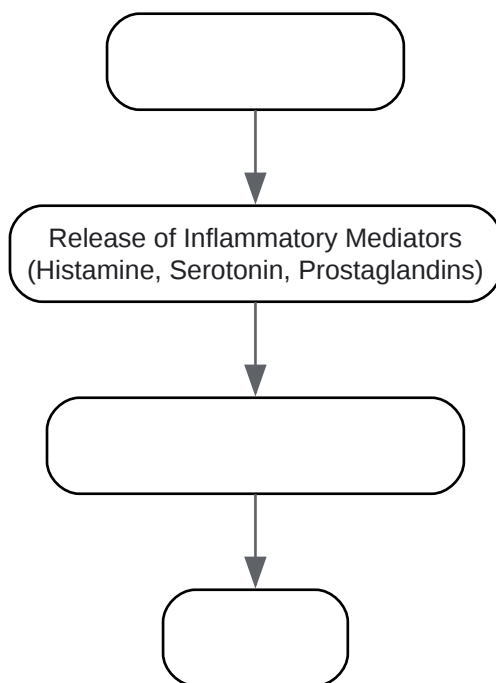 Release of Inflammatory Mediators
(Histamine, Serotonin, Prostaglandins)